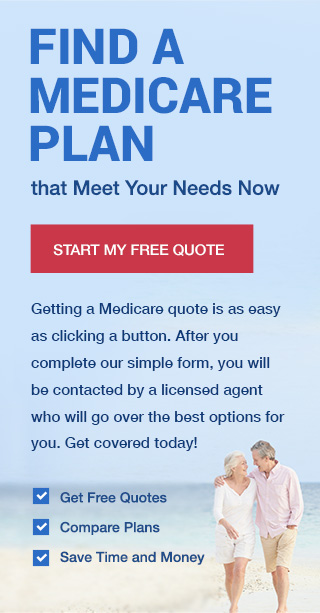 FIND A
MEDICARE
PLAN
that Meet Your Needs Now
START MY FREE QUOTE
Getting a Medicare quote is as easy
as clicking a button. After you
complete our simple form, you will
be contacted by a licensed agent
who will go over the best options for
you. Get covered today!
Get Free Quotes
Compare Plans
Save Time and Money